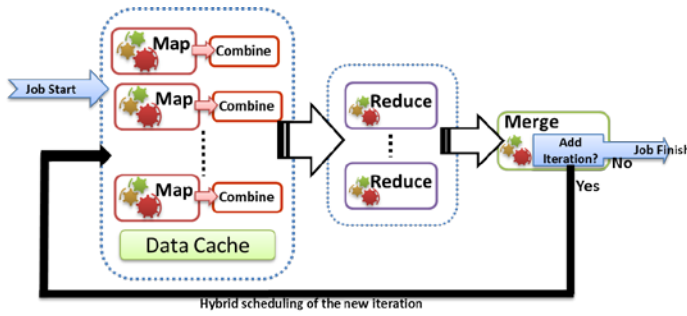 Map
Combine
Job Start
Map
Combine
Map
Combine
Data Cache
Reduce
Reduce
Merge
Add
Iteration?
Job Finish
No
Yes
Hybrid scheduling of the new iteration